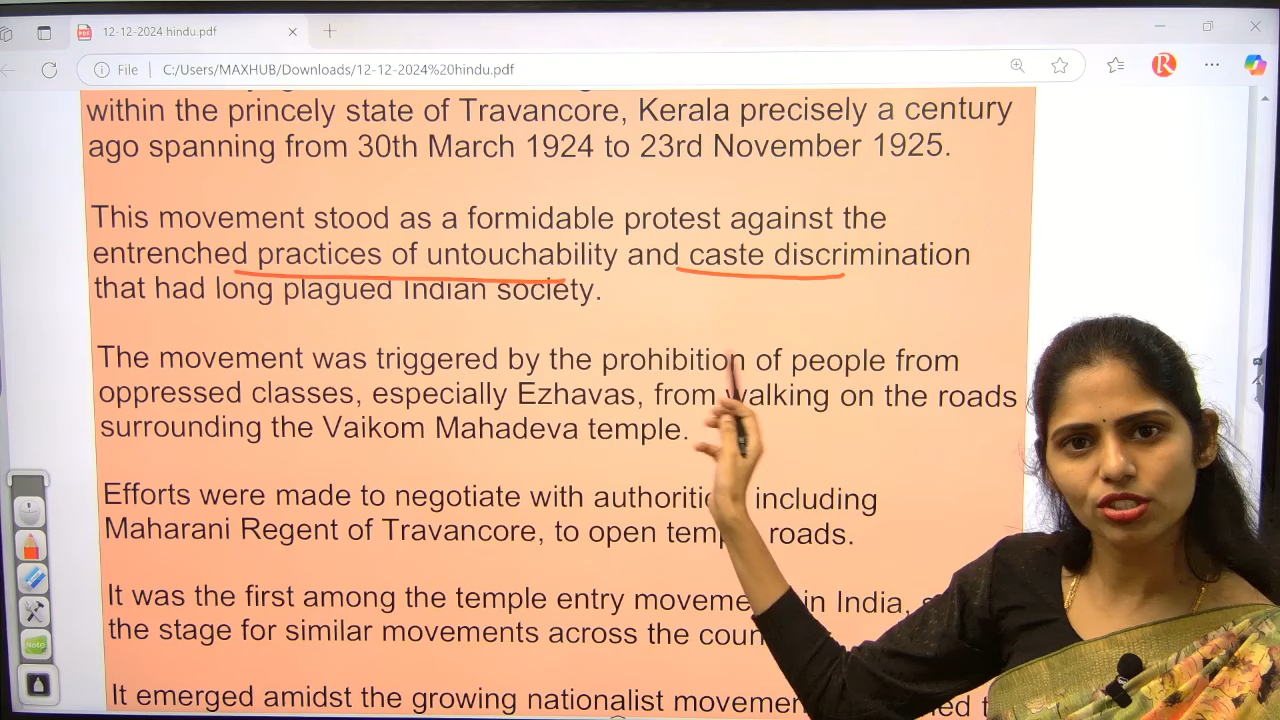 12-12-2024 hindu.pdf
File
C:/Users/MAXHUB/Downloads/12-12-2024%20hindu.pdf
within the princely state of Travancore, Kerala precisely a century
ago spanning from 30th March 1924 to 23rd November 1925.
This movement stood as a formidable protest against the
entrenched practices of untouchability and caste discrimination
that had long plagued Indian society.
The movement was triggered by the prohibition of people from
oppressed classes, especially Ezhavas, from walking on the roads
surrounding the Vaikom Mahadeva temple.
Efforts were made to negotiate with including
Maharani Regent of Travancore, to open roads.
It was the first among the temple entry in India,
the stage for similar movements across the
It emerged amidst the growing nationalist